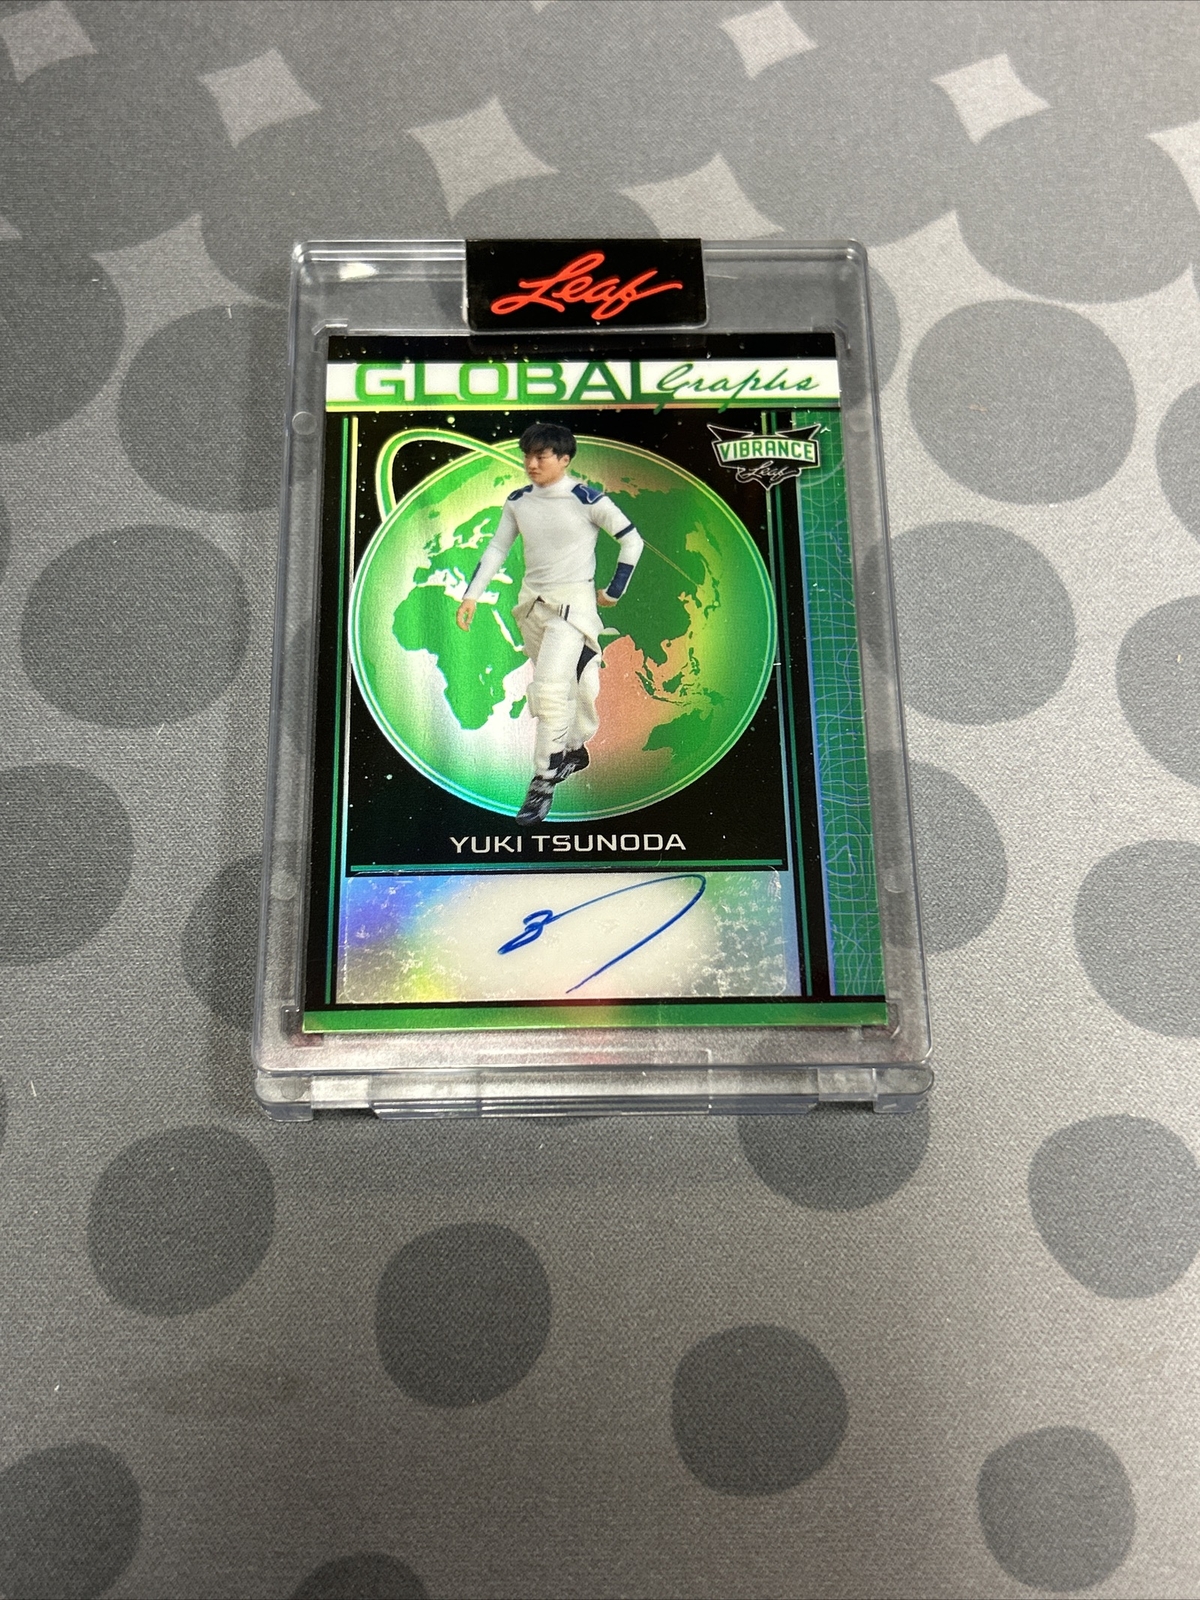 Leaf
GLOBAL Graphs
VIBRANCE
Leaf
YUKI TSUNODA